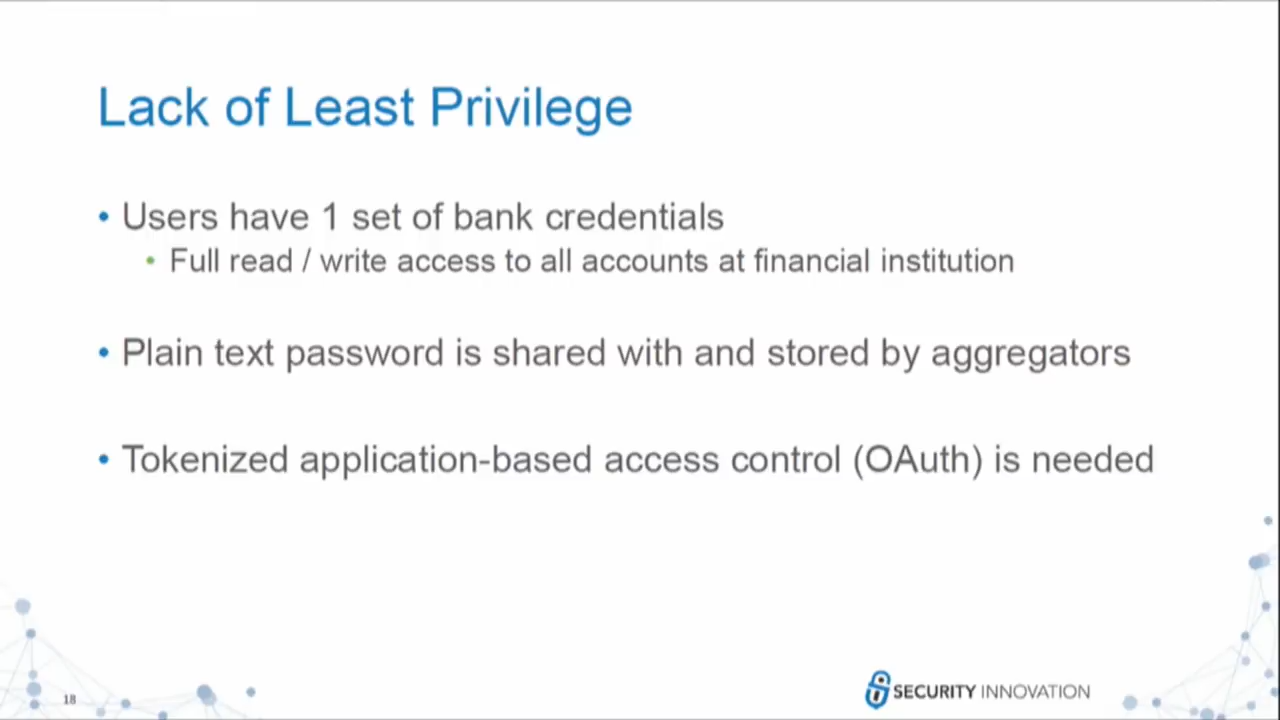 Lack of Least Privilege
• Users have 1 set of bank credentials
• Full read / write access to all accounts at financial institution
• Plain text password is shared with and stored by aggregators
• Tokenized application-based access control (OAuth) is needed
18
SECURITY INNOVATION